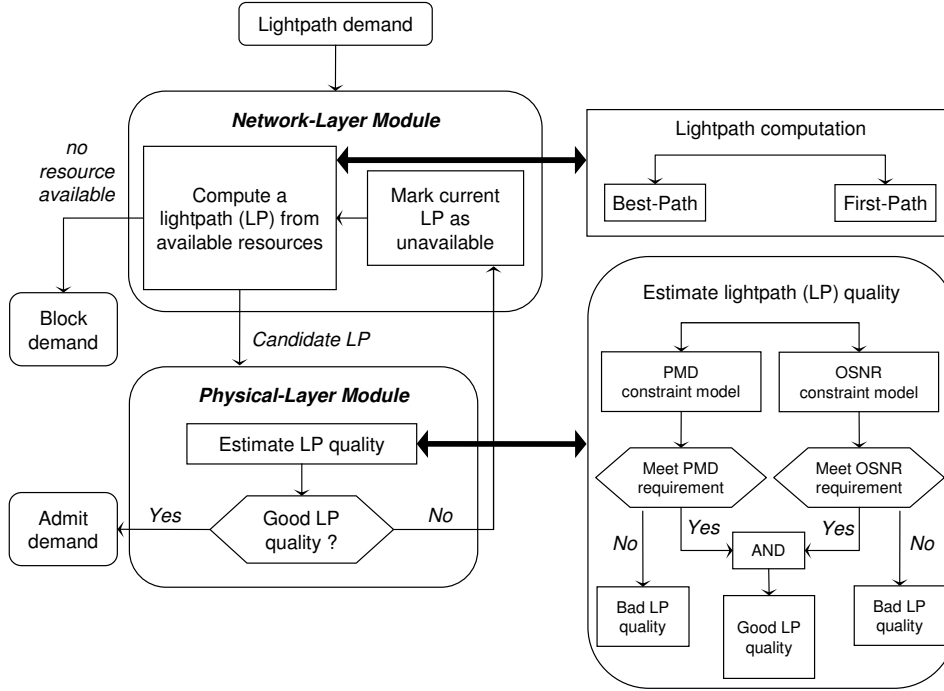 Lightpath demand
Network-Layer Module
no
resource
available
Compute a
lightpath (LP) from
available resources
Mark current
LP as
unavailable
Block
demand
Candidate LP
Physical-Layer Module
Estimate LP quality
Good LP
quality ?
Yes
No
Admit
demand
Lightpath computation
Best-Path
First-Path
Estimate lightpath (LP) quality
PMD
constraint model
OSNR
constraint model
Meet PMD
requirement
Meet OSNR
requirement
No
Yes
Yes
No
AND
Bad LP
quality
Good LP
quality
Bad LP
quality